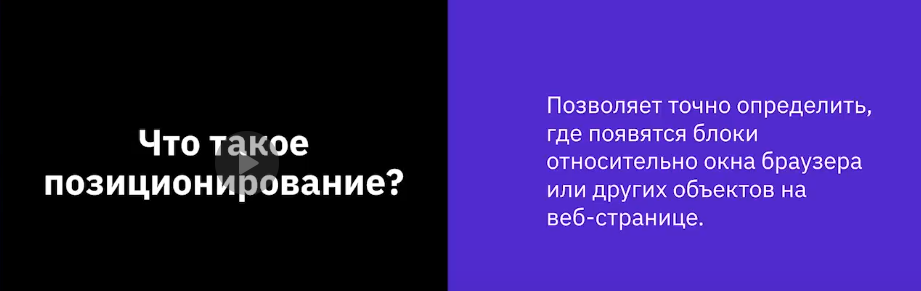 Что такое
позиционирование?
Позволяет точно определить,
где появятся блоки
относительно окна браузера
или других объектов на
веб-странице.